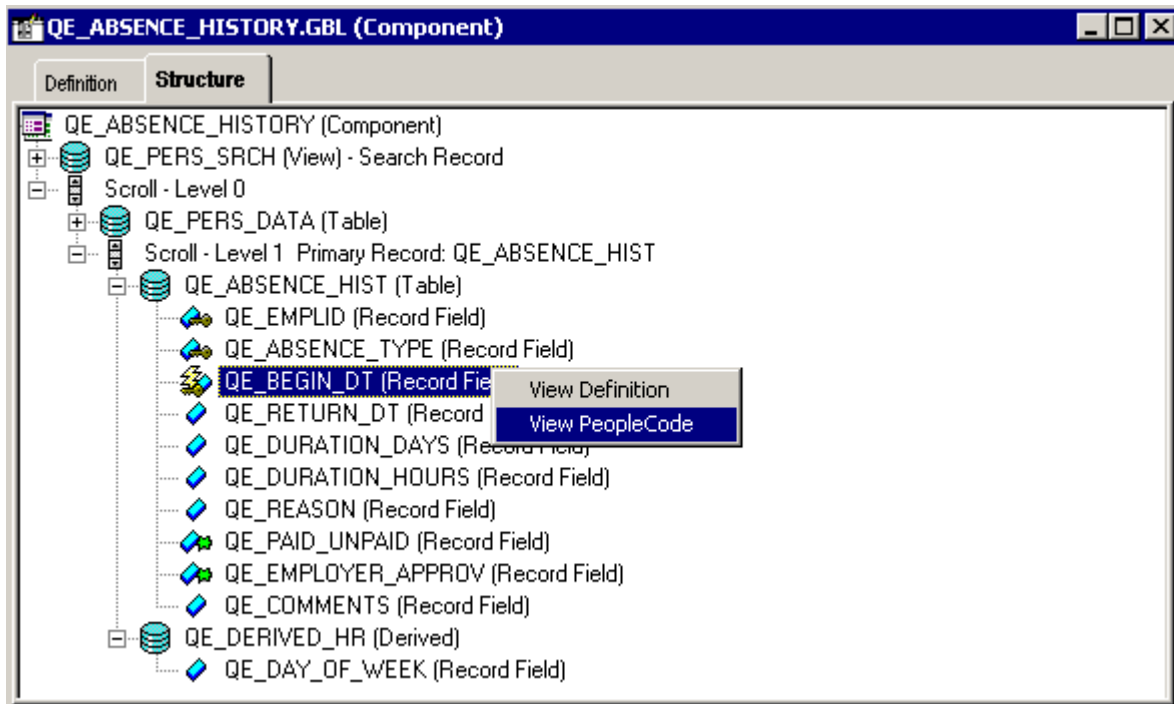 QE_ABSENCE_HISTORY.GBL (Component)
Definition Structure
QE_ABSENCE_HISTORY (Component)
QE_PERS_SRCH (View) - Search Record
Scroll - Level 0
QE_PERS_DATA (Table)
Scroll - Level 1 Primary Record: QE_ABSENCE_HIST
QE_ABSENCE_HIST (Table)
QE_EMPLID (Record Field)
QE_ABSENCE_TYPE (Record Field)
QE_BEGIN_DT (Record Fie
View Definition
QE_RETURN_DT (Record
View PeopleCode
QE_DURATION_DAYS (Record Field)
QE_DURATION_HOURS (Record Field)
QE_REASON (Record Field)
QE_PAID_UNPAID (Record Field)
QE_EMPLOYER_APPROV (Record Field)
QE_COMMENTS (Record Field)
QE_DERIVED_HR (Derived)
QE_DAY_OF_WEEK (Record Field)